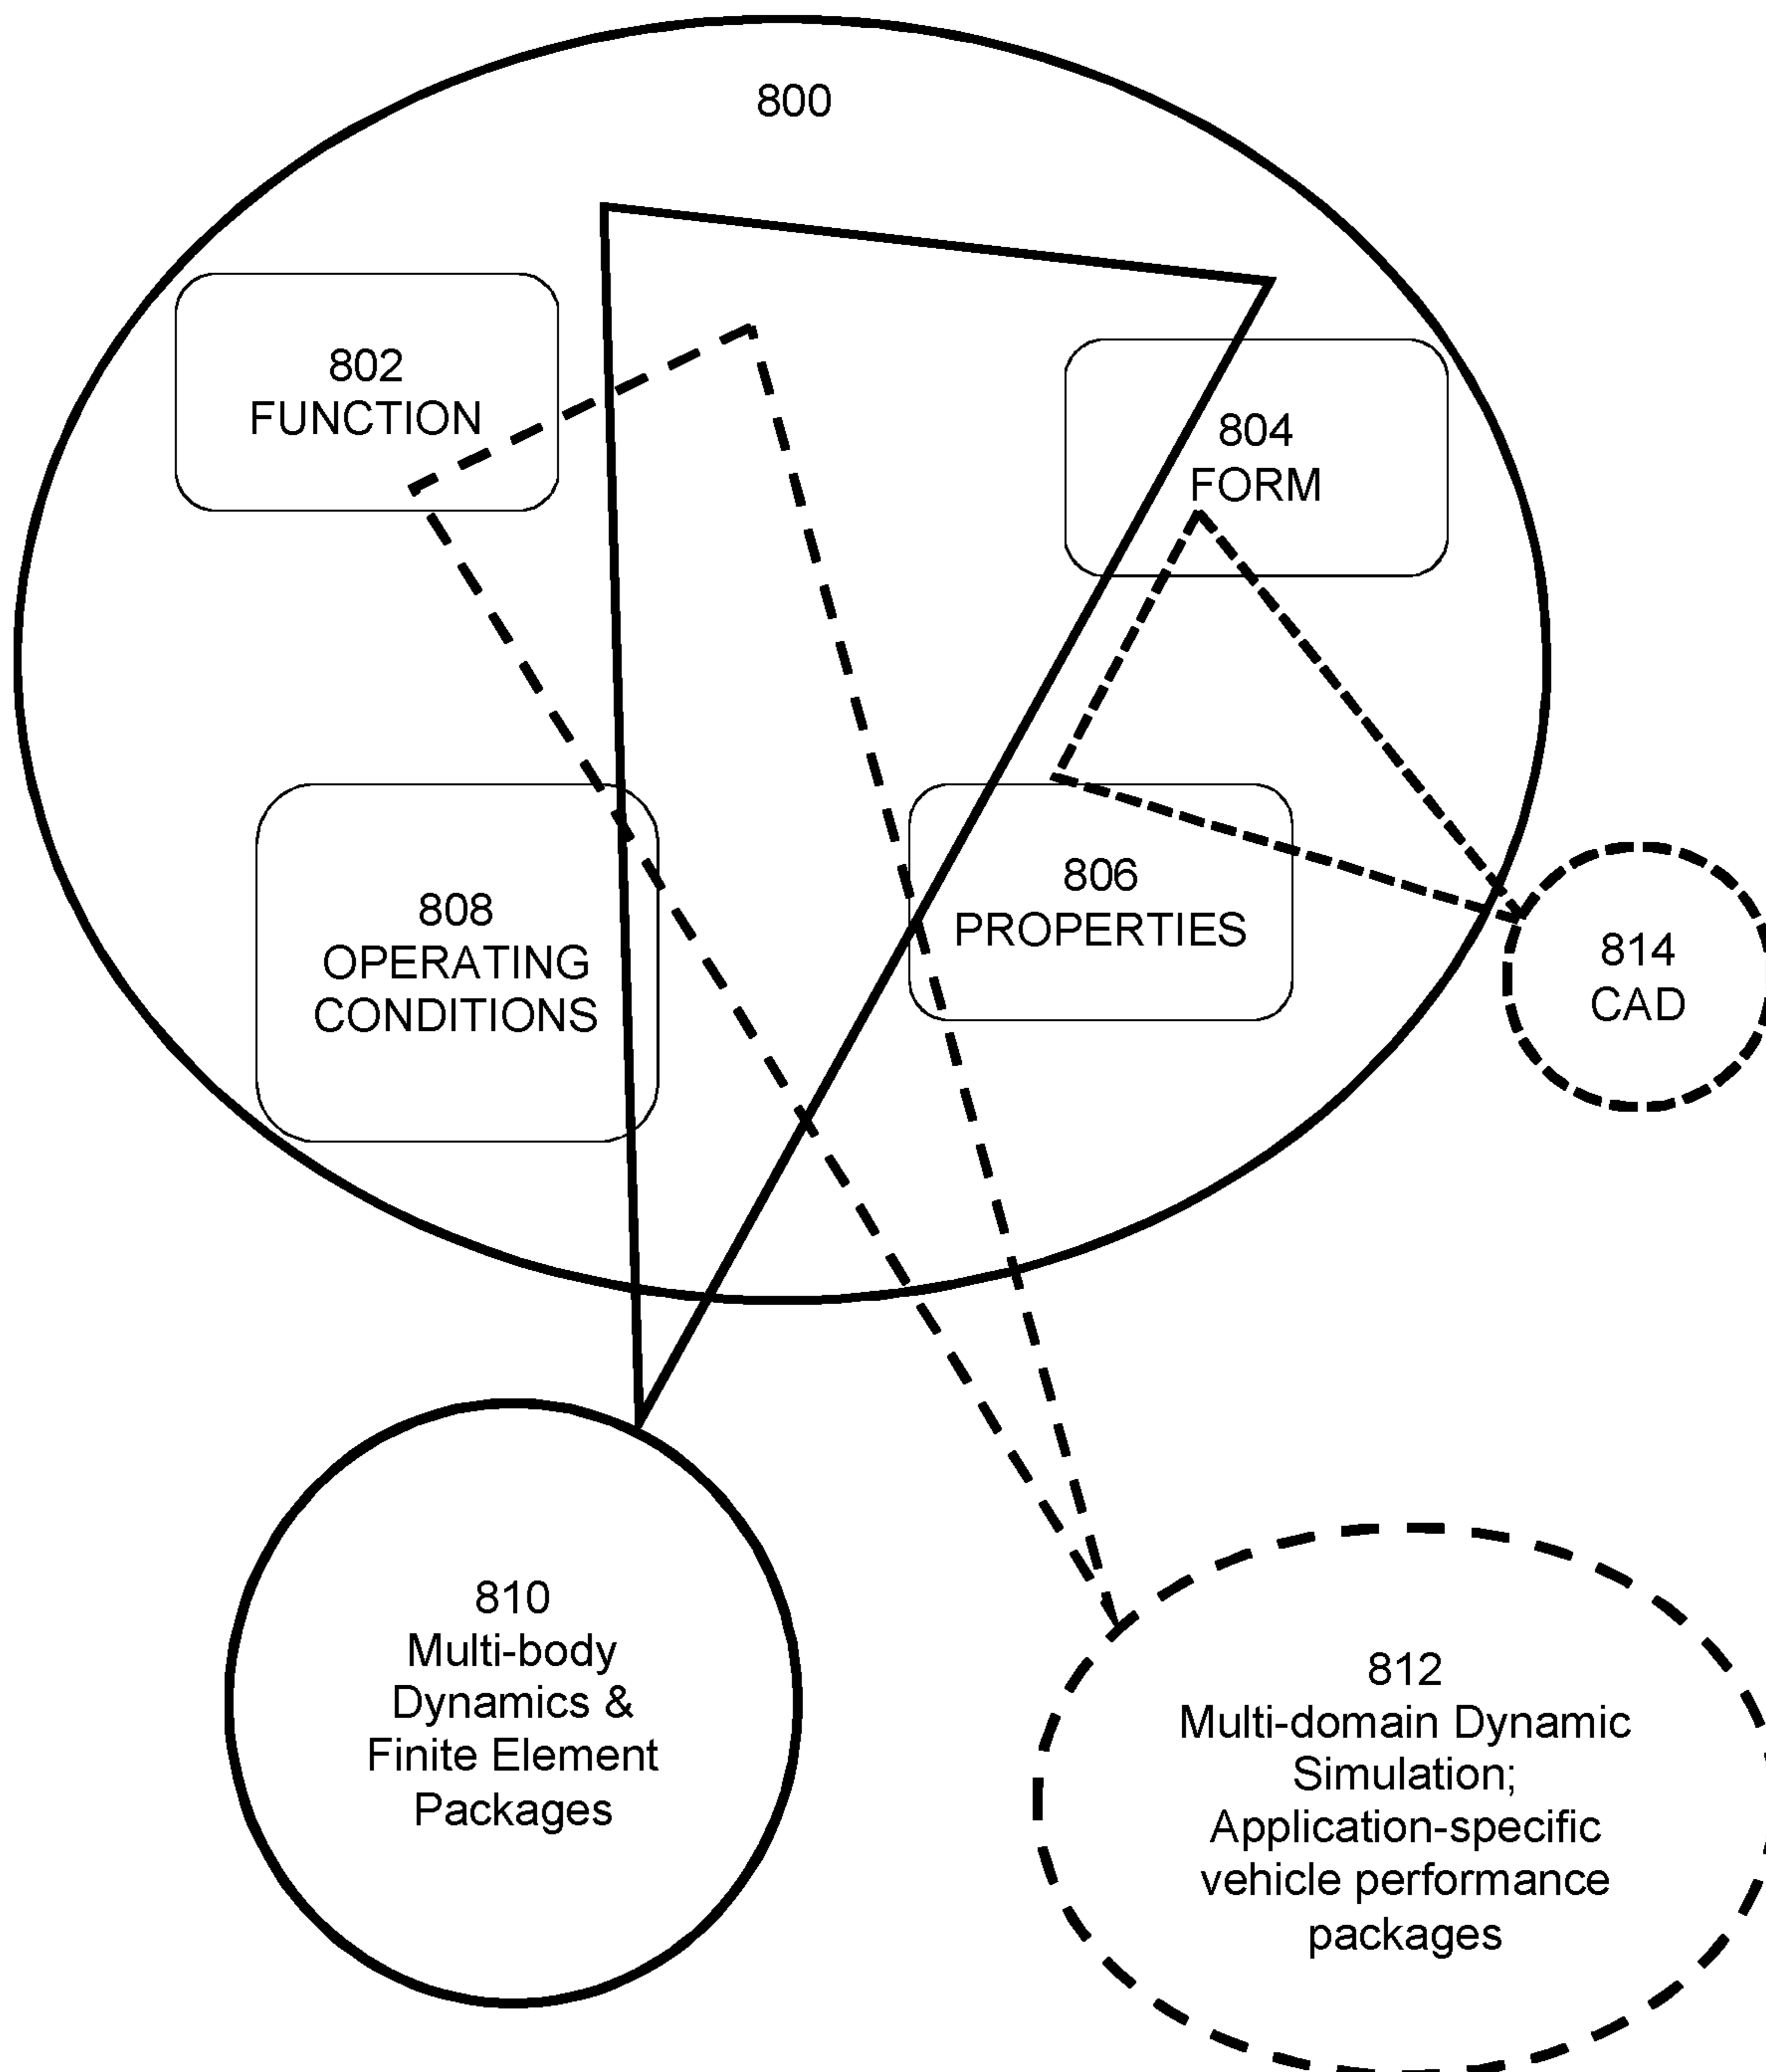 800
802
FUNCTION
804
FORM
806
PROPERTIES
808
OPERATING
CONDITIONS
814
CAD
810
Multi-body
Dynamics &
Finite Element
Packages
812
Multi-domain Dynamic
Simulation;
Application-specific
vehicle performance
packages